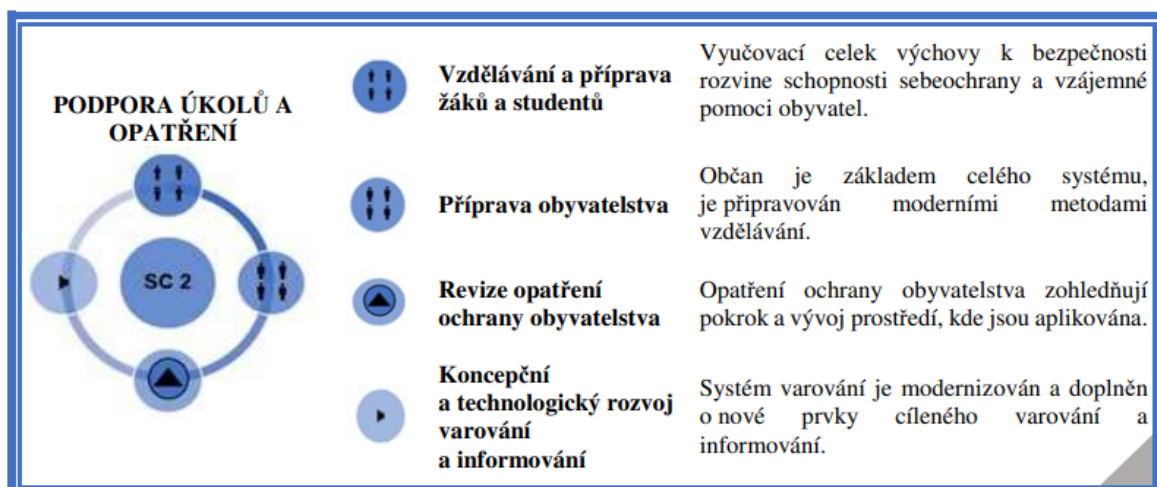 PODPORA ÚKOLŮ A
OPATŘENÍ
SC 2
Vzdělávání a příprava
žáků a studentů
Vyučovací celek výchovy k bezpečnosti
rozvine schopnosti sebeochrany a vzájemné
pomoci obyvatel.
Příprava obyvatelstva
Občan je základem celého systému,
je připravován moderními metodami
vzdělávání.
Revize opatření
ochrany obyvatelstva
Opatření ochrany obyvatelstva zohledňují
pokrok a vývoj prostředí, kde jsou aplikována.
Koncepční
a technologický rozvoj
varování
a informování
Systém varování je modernizován a doplněn
o nové prvky cíleného varování a
informování.